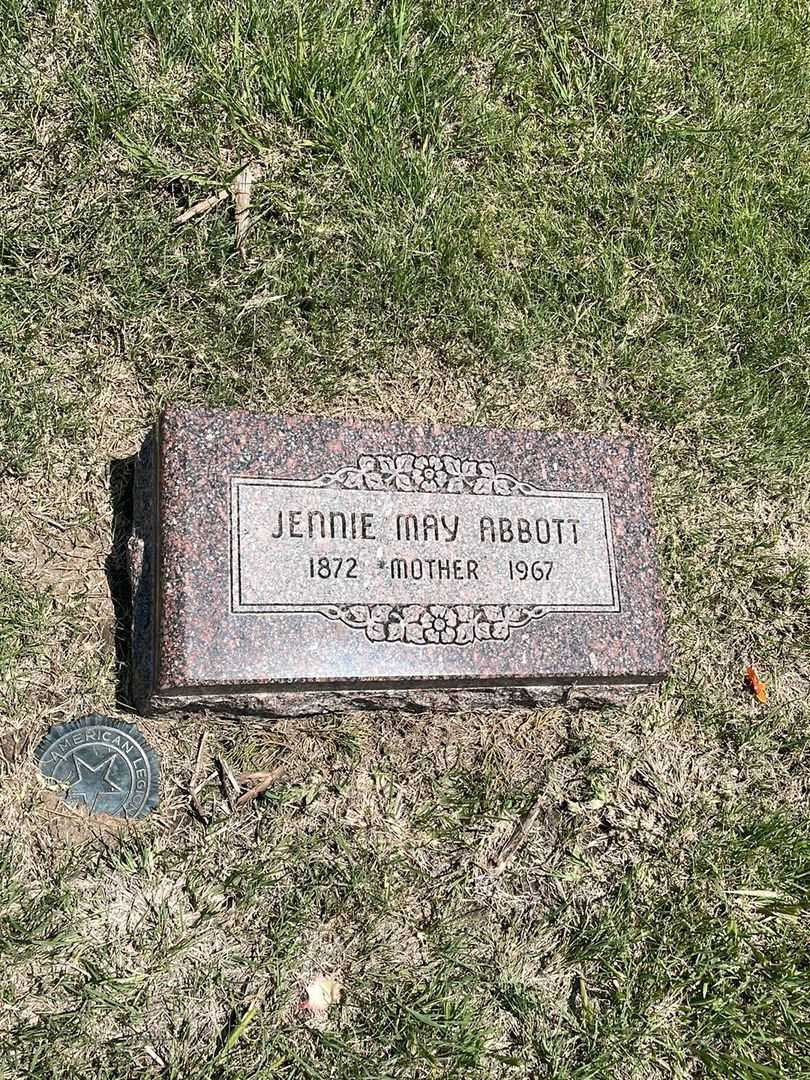 JENNIE MAY ABBOTT
1872 *MOTHER 1967
AMERICAN LEGION